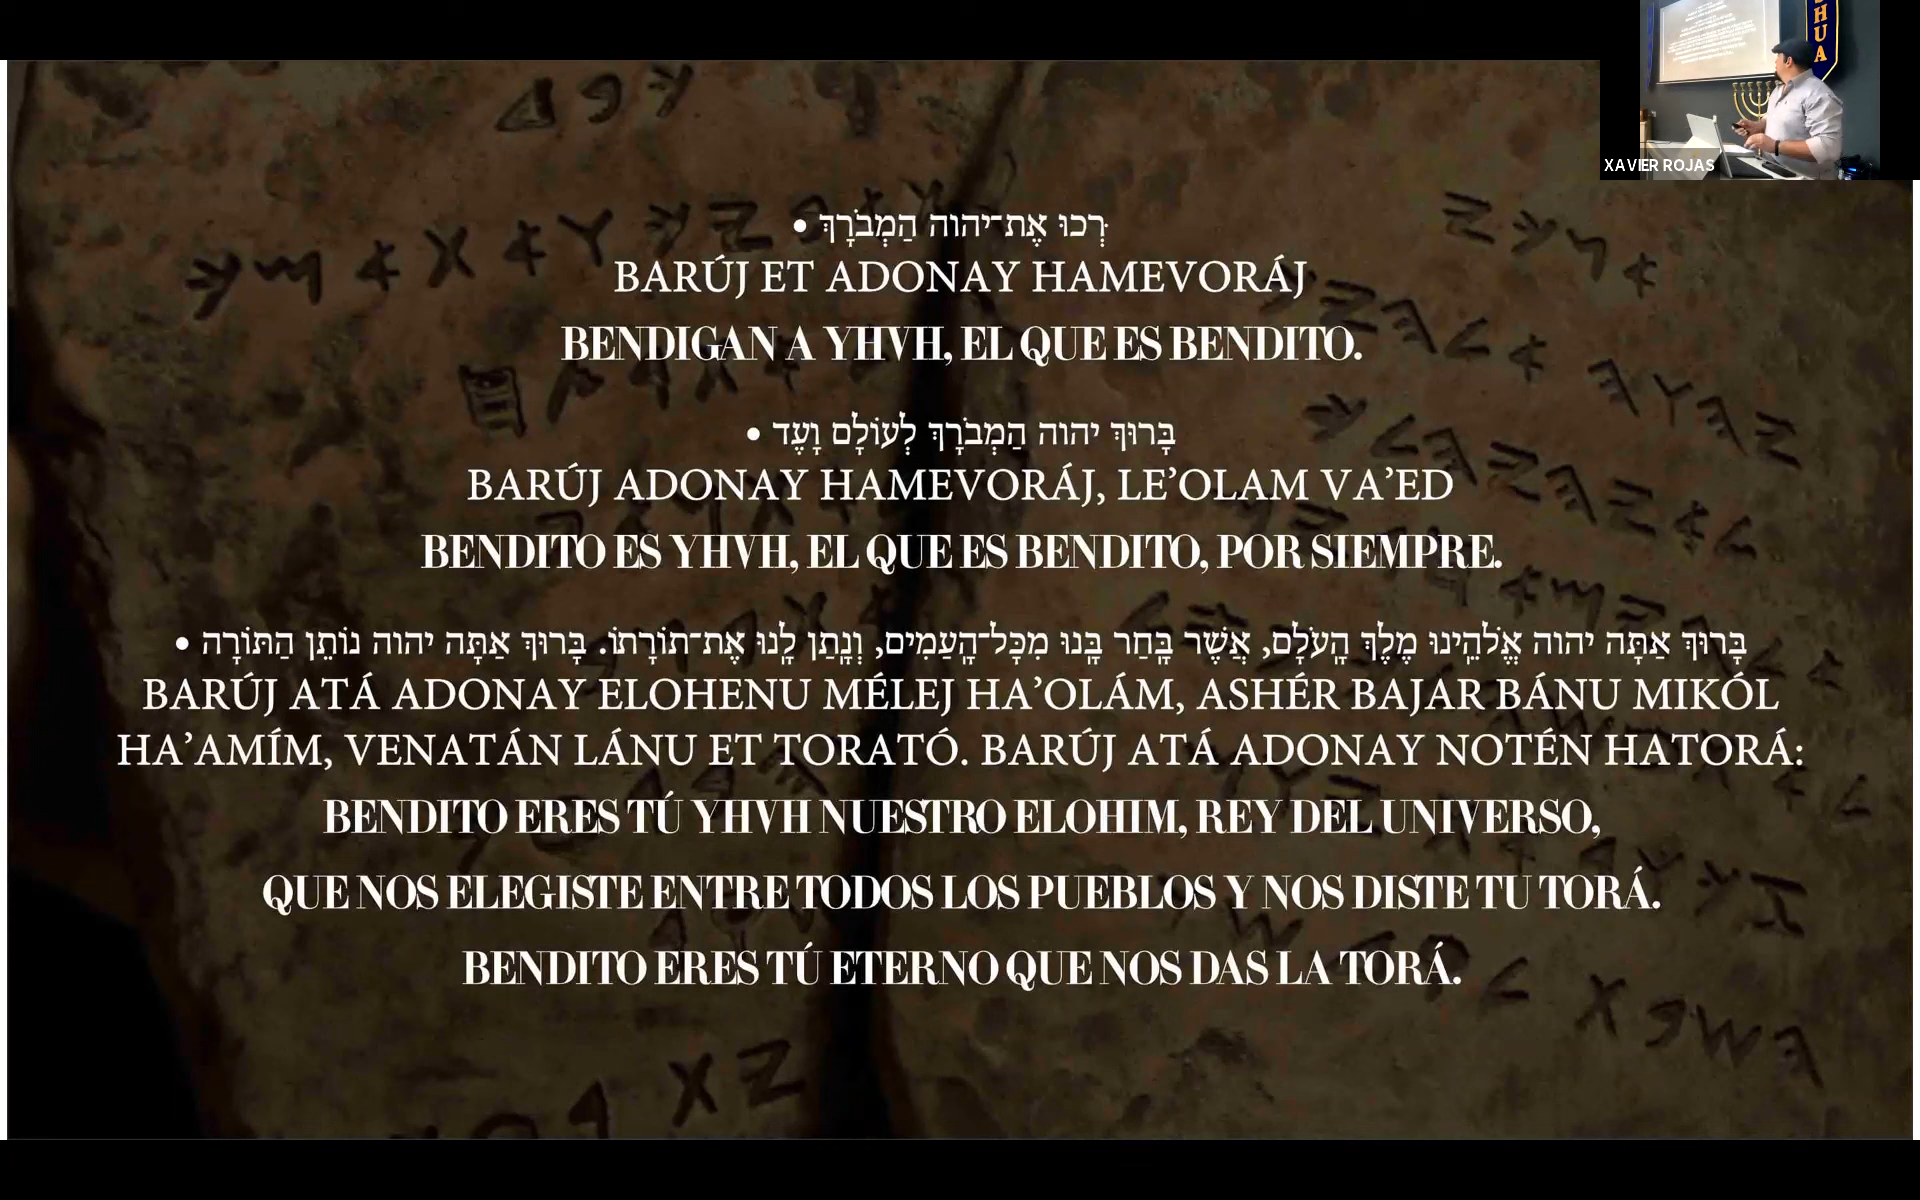 רְכוּ אֶת־יהוה הַמְבֹרָךְ •
BARÚJ ET ADONAY HAMEVORÁJ
BENDIGAN A YHVH, EL QUE ES BENDITO.
בָּרוּךְ יהוה הַמְבֹרָךְ לְעוֹלָם וָעֶד •
BARÚJ ADONAY HAMEVORÁJ, LE’OLAM VA’ED
BENDITO ES YHVH, EL QUE ES BENDITO, POR SIEMPRE.
בָּרוּךְ אַתָּה יהוה אֱלֹהֵינוּ מֶלֶךְ הָעֹלָם, אֲשֶׁר בָּחַר בָּנוּ מִכָּל־הָעַמִים, וְנָתַן לָנוּ אֶת־תוֹרָתוֹ. בָּרוּךְ אַתָּה יהוה נוֹתֵן הַתּוֹרָה •
BARÚJ ATÁ ADONAY ELOHENU MÉLEJ HA’OLÁM, ASHÉR BAJAR BÁNU MIKÓL
HA’AMÍM, VENATÁN LÁNU ET TORATÓ. BARÚJ ATÁ ADONAY NOTÉN HATORÁ:
BENDITO ERES TÚ YHVH NUESTRO ELOHIM, REY DEL UNIVERSO,
QUE NOS ELEGISTE ENTRE TODOS LOS PUEBLOS Y NOS DISTE TU TORÁ.
BENDITO ERES TÚ ETERNO QUE NOS DAS LA TORÁ.
HUA
XAVIER ROJAS